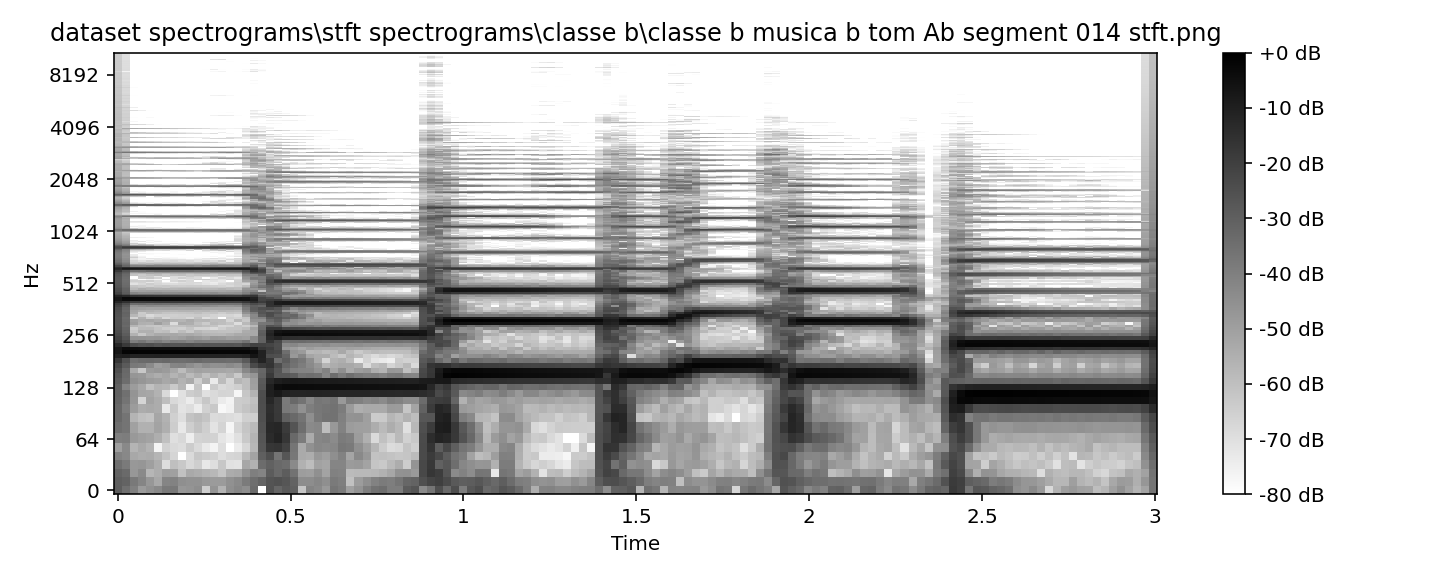 dataset spectrograms\stft spectrograms\classe b\classe b musica b tom Ab segment 014 stft.png
8192
4096
2048
1024
512
256
128
64
0
Hz
0
0.5
1
1.5
2
2.5
3
Time
+0 dB
-10 dB
-20 dB
-30 dB
-40 dB
-50 dB
-60 dB
-70 dB
-80 dB